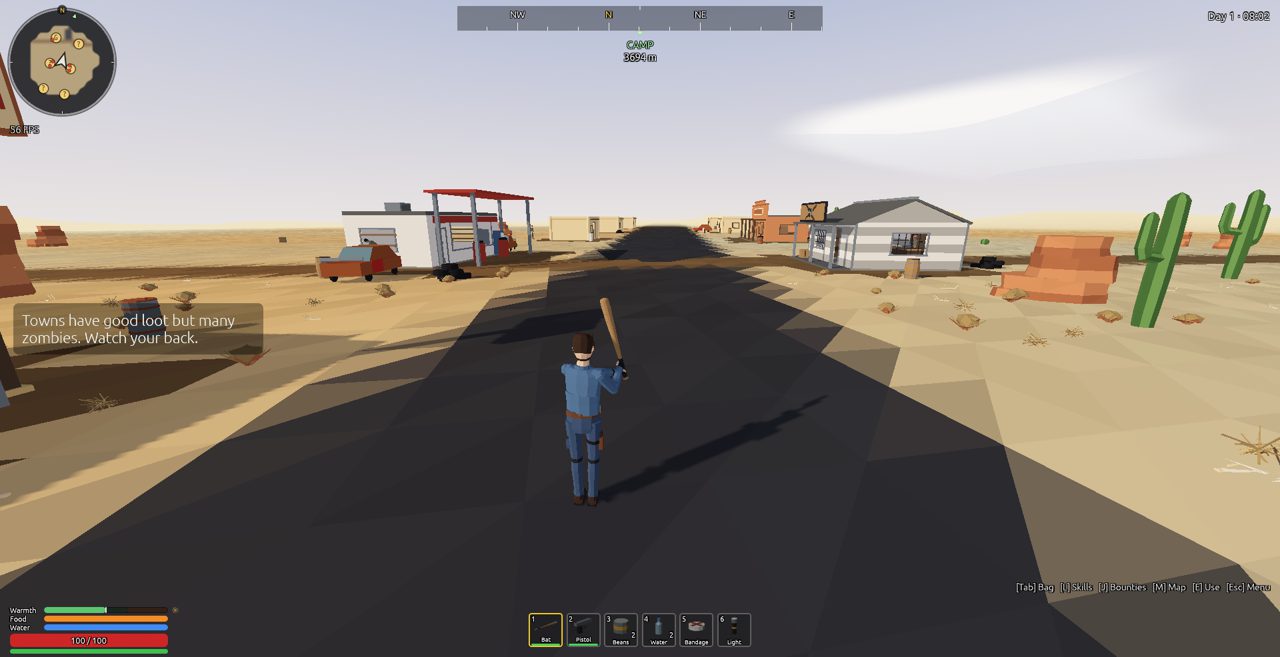 N
NW N NE E
Day 1 - 08:02
CAMP
3694 m
56 FPS
Towns have good loot but many
zombies. Watch your back.
[Tab] Bag [L] Skills [J] Bounties [M] Map [E] Use [Esc] Menu
Warmth
Food
Water
100 / 100
1 2 3 4 5 6
2 2
Bat Pistol Beans Water Bandage Light